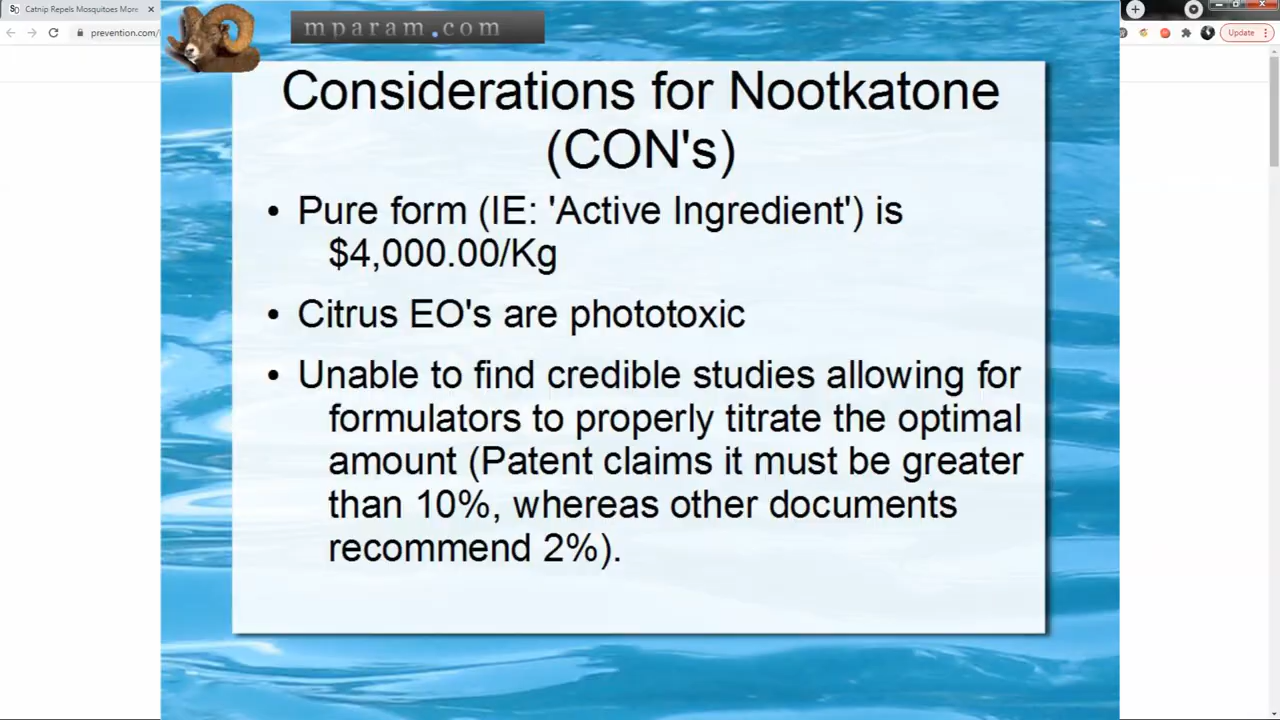 Catnip Repels Mosquitoes More
mparam.com
prevention.com/
Update
Considerations for Nootkatone
(CON's)
• Pure form (IE: 'Active Ingredient') is
$4,000.00/Kg
• Citrus EO's are phototoxic
• Unable to find credible studies allowing for
formulators to properly titrate the optimal
amount (Patent claims it must be greater
than 10%, whereas other documents
recommend 2%).